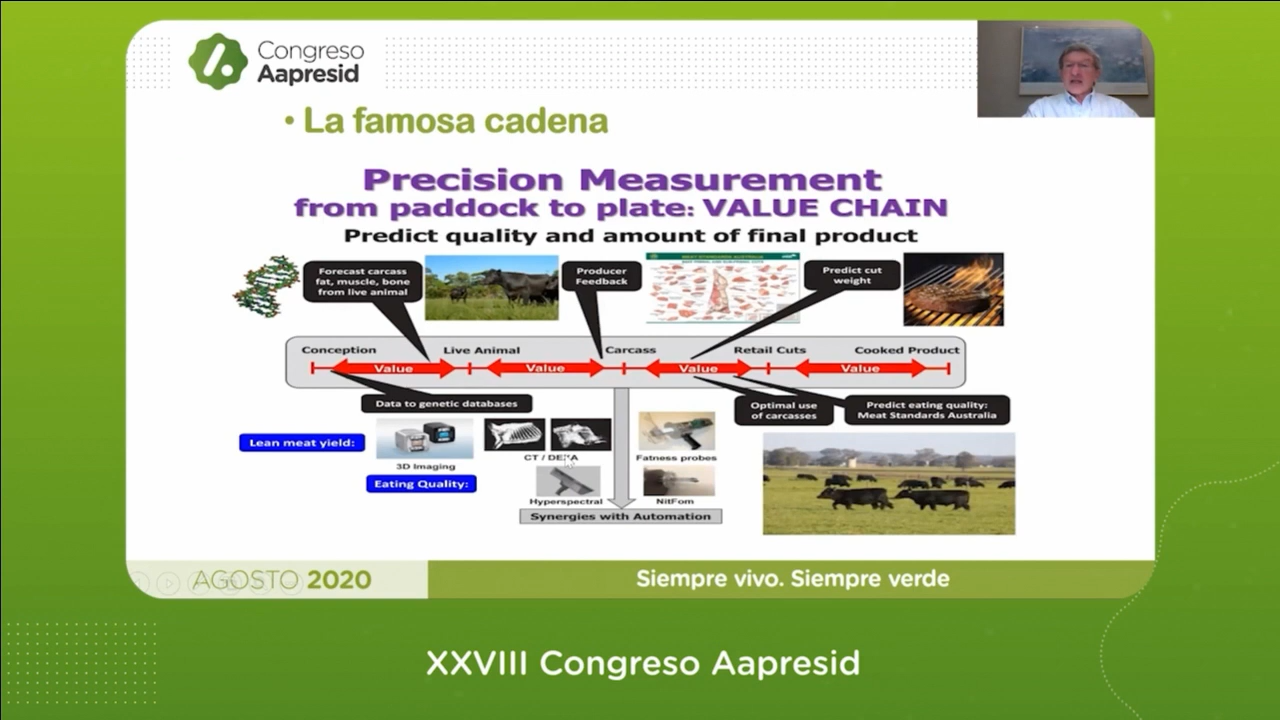 Congreso
Aapresid
• La famosa cadena
Precision Measurement
from paddock to plate: VALUE CHAIN
Predict quality and amount of final product
Forecast carcass
fat, muscle, bone
from live animal
Producer
Feedback
MEAT STANDARDS AUSTRALIA
Predict cut
weight
Conception
Live Animal
Carcass
Retail Cuts
Cooked Product
Value
Value
Value
Value
Data to genetic databases
Optimal use
of carcasses
Predict eating quality:
Meat Standards Australia
Lean meat yield:
3D Imaging
CT / DEXA
Fatness probes
Eating Quality:
Hyperspectral
NitFom
Synergies with Automation
AGOSTO 2020
Siempre vivo. Siempre verde
XXVIII Congreso Aapresid